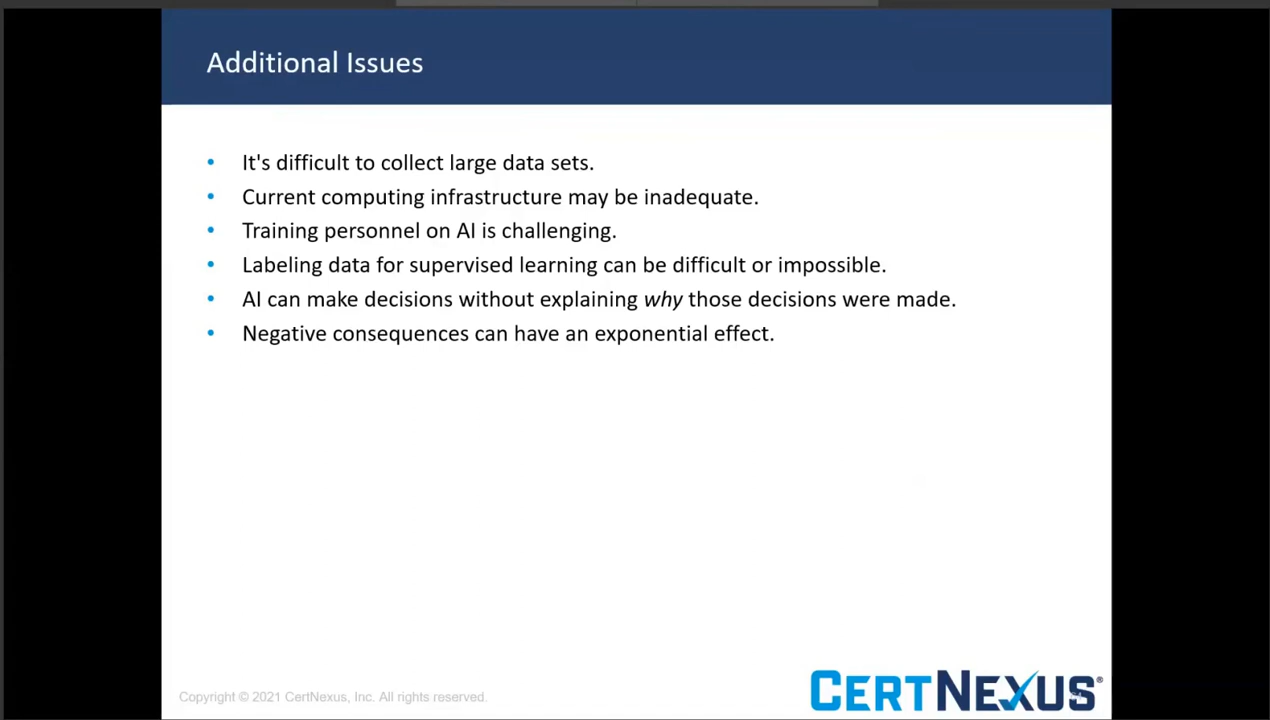 Additional Issues
• It's difficult to collect large data sets.
• Current computing infrastructure may be inadequate.
• Training personnel on AI is challenging.
• Labeling data for supervised learning can be difficult or impossible.
• AI can make decisions without explaining why those decisions were made.
• Negative consequences can have an exponential effect.
Copyright © 2021 CertNexus, Inc. All rights reserved.
CERTNEXUS®